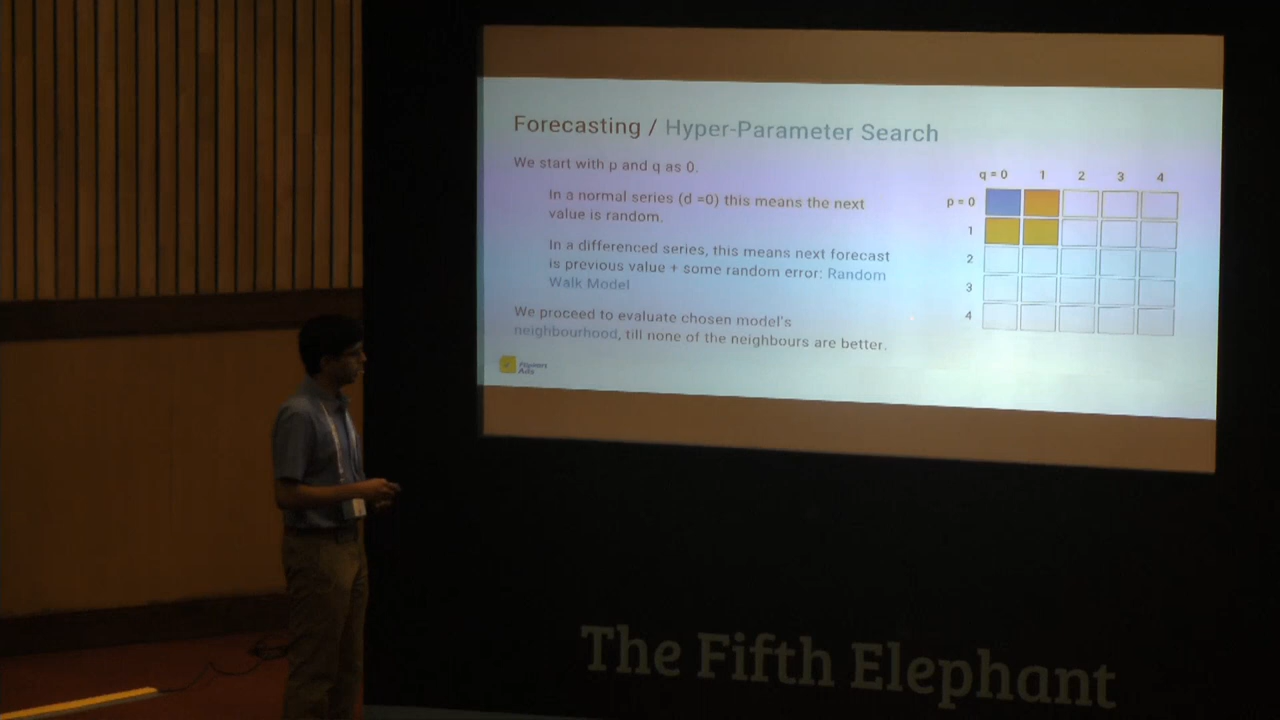 Forecasting / Hyper-Parameter Search
We start with p and q as 0.
In a normal series (d =0) this means the next
value is random.
In a differenced series, this means next forecast
is previous value + some random error: Random
Walk Model
We proceed to evaluate chosen model's
neighbourhood, till none of the neighbours are better.
q = 0 1 2 3 4
p = 0
1
2
3
4
Ads
The Fifth Elephant